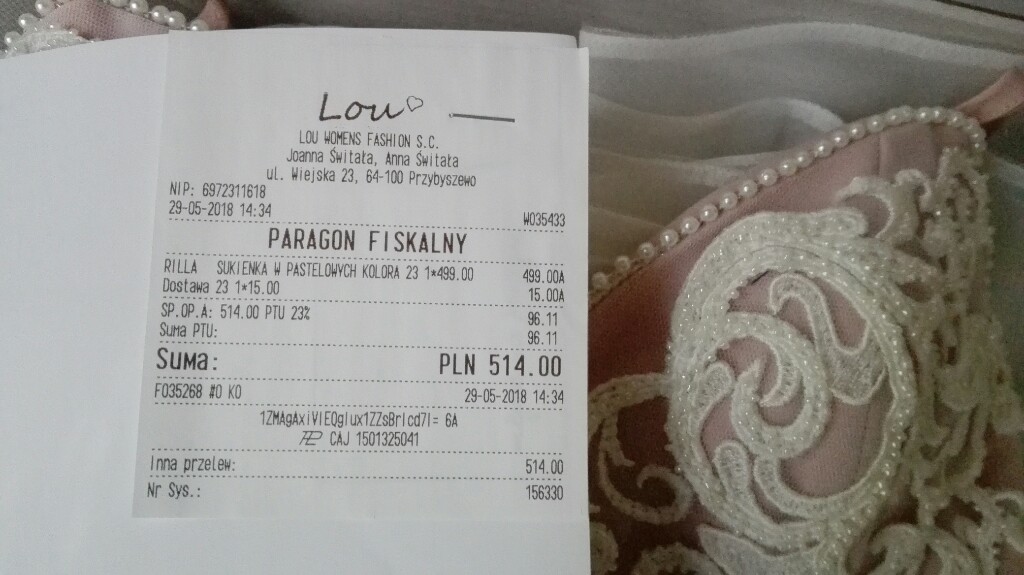 Lou
LOU WOMENS FASHION S.C.
Joanna Świtała, Anna Świtała
ul. Wiejska 23, 64-100 Przybyszewo
NIP: 6972311618
29-05-2018 14:34 W035433
PARAGON FISKALNY
RILLA SUKIENKA W PASTELOWYCH KOLORA 23 1*499.00 499.00A
Dostawa 23 1*15.00 15.00A
SP.OP.A: 514.00 PTU 23% 96.11
Suma PTU: 96.11
Suma: PLN 514.00
F035268 #0 KO 29-05-2018 14:34
6A
CAJ 1501325041
Inna przelew: 514.00
Nr Sys.: 156330